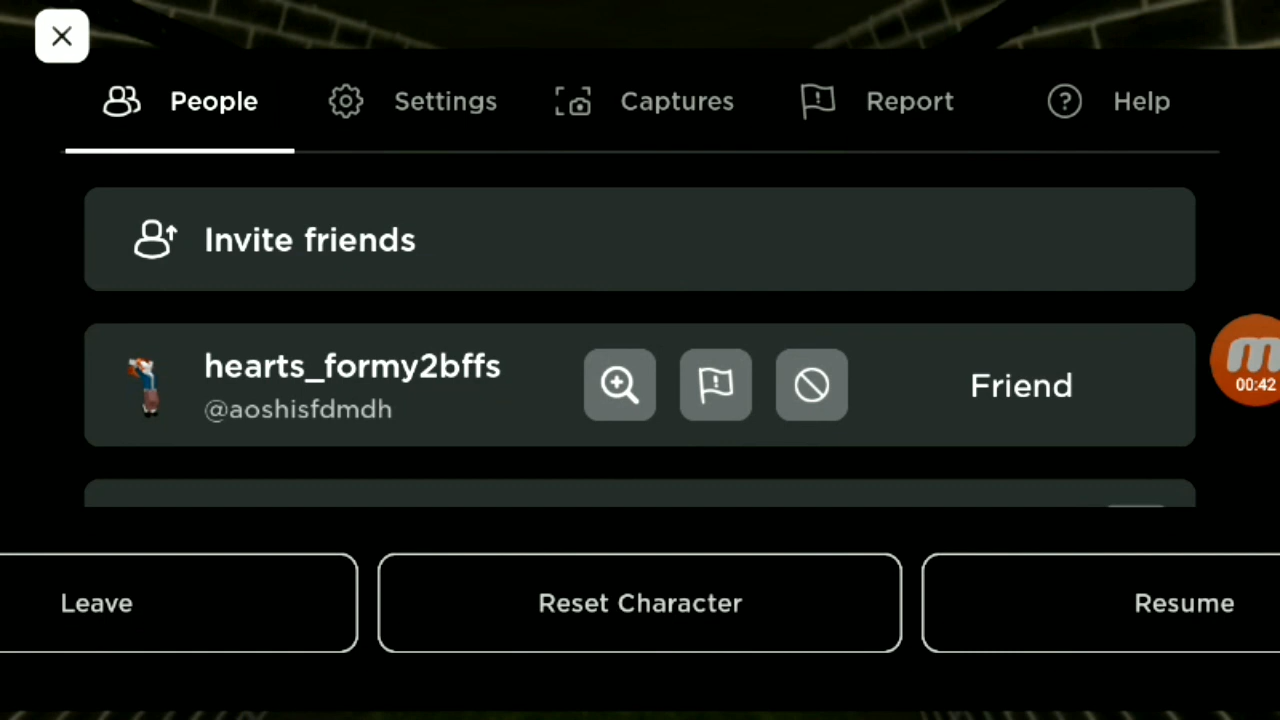 People
Settings
Captures
Report
Help
Invite friends
hearts_formy2bffs
@aoshisfdmdh
Friend
00:42
Leave
Reset Character
Resume